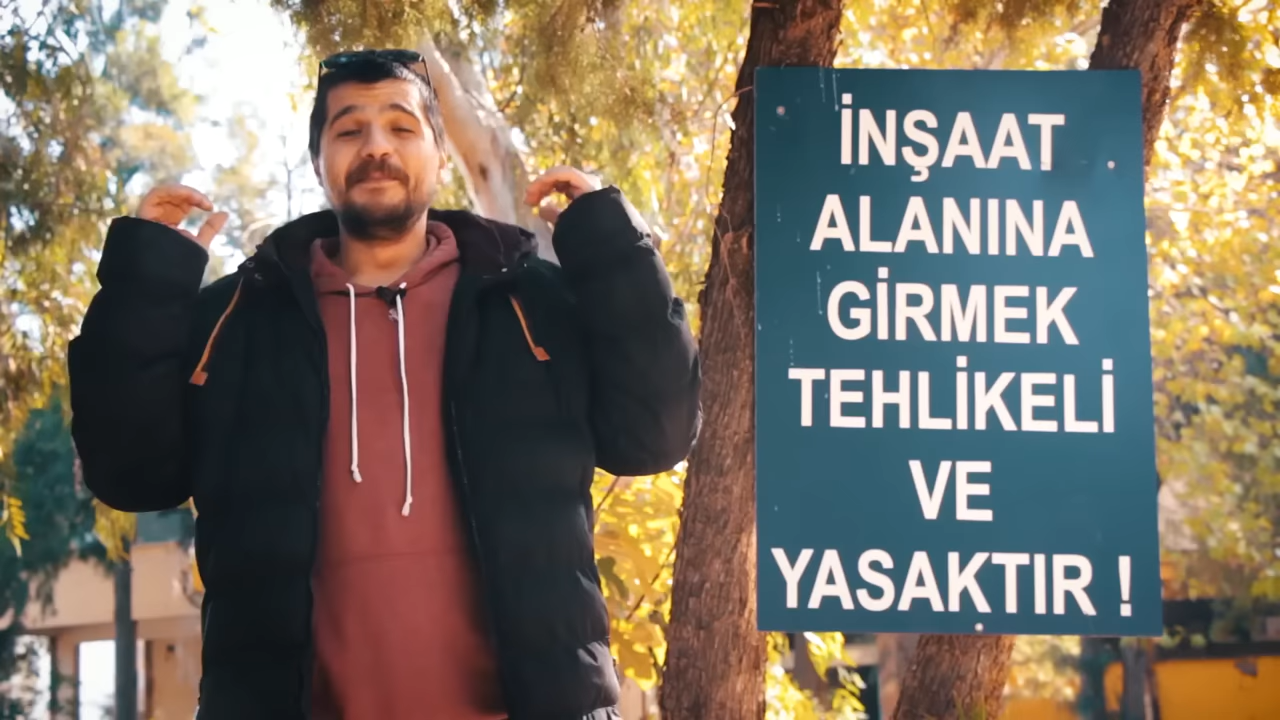 İNŞAAT
ALANINA
GİRMEK
TEHLİKELİ
VE
YASAKTIR !